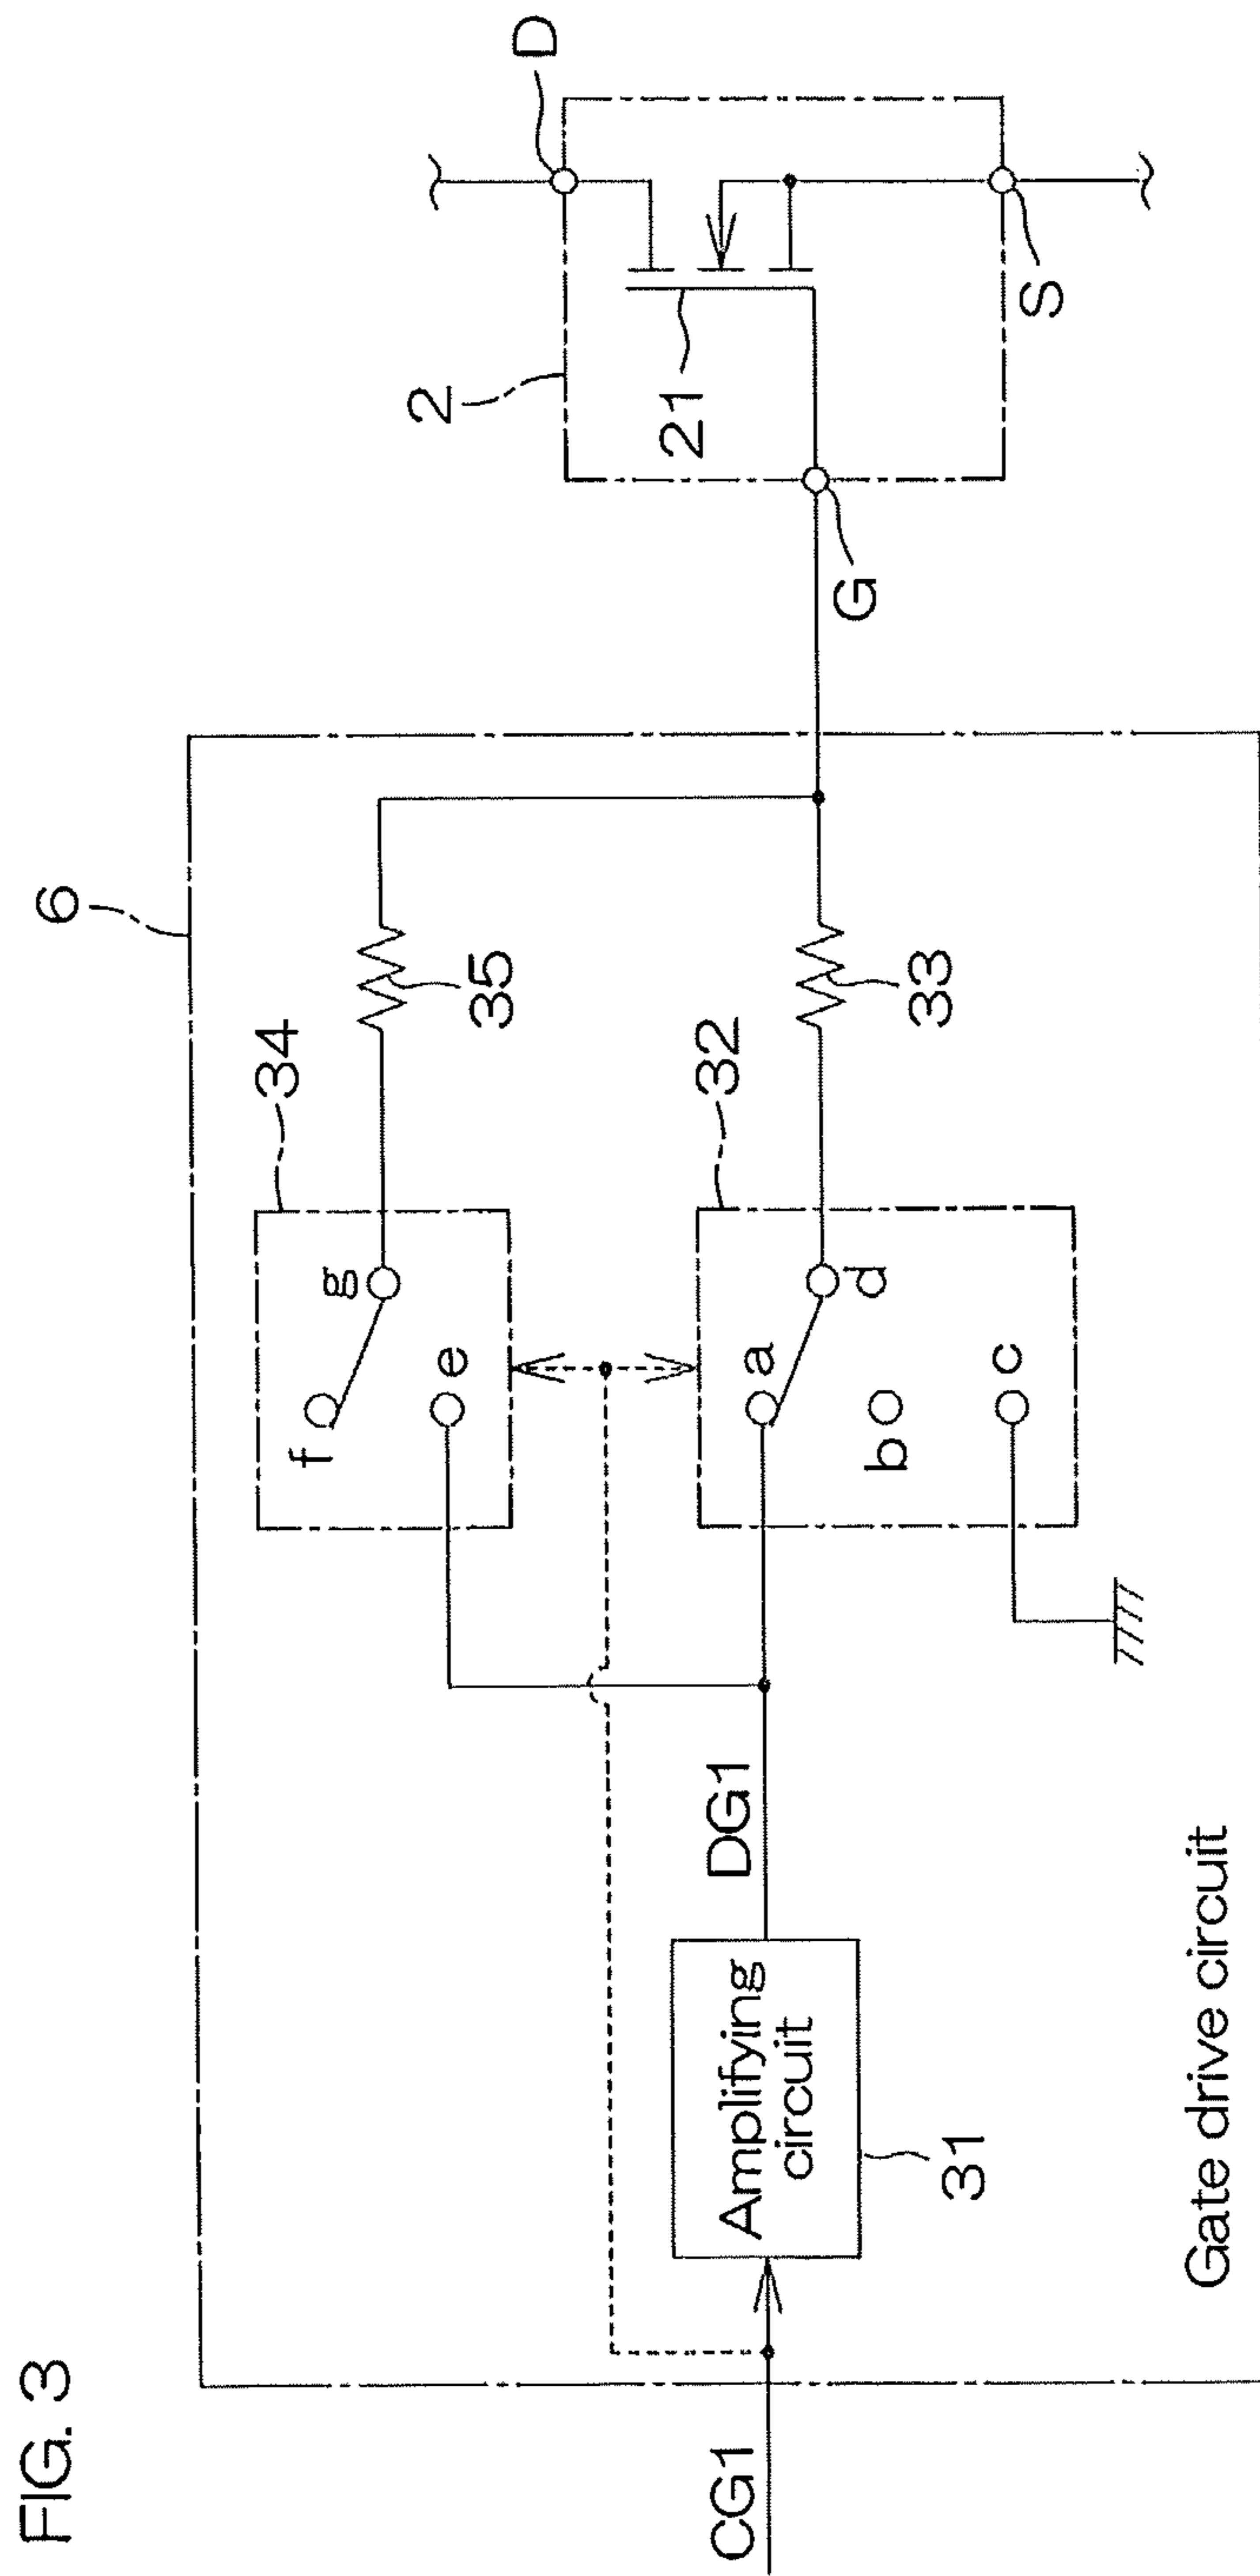 FIG. 3
6
34
g
f
e
35
2
D
21
G
S
32
a
d
b
c
33
CG1
Amplifying
circuit
31
DG1
Gate drive circuit